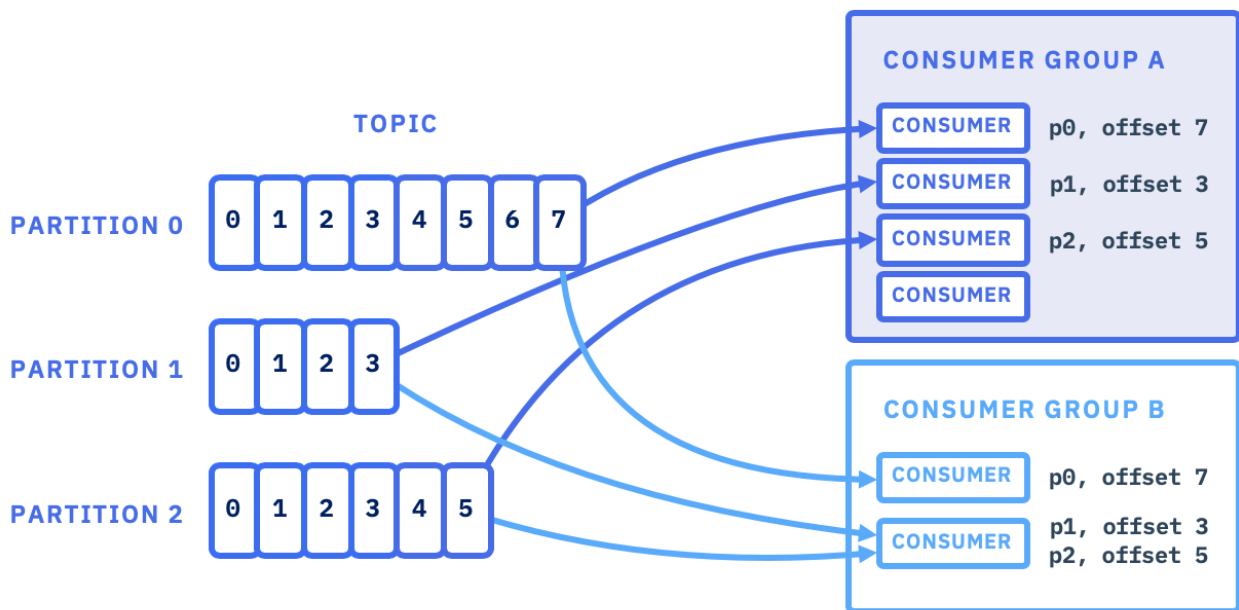 TOPIC
PARTITION 0
0 1 2 3 4 5 6 7
PARTITION 1
0 1 2 3
PARTITION 2
0 1 2 3 4 5
CONSUMER GROUP A
CONSUMER p0, offset 7
CONSUMER p1, offset 3
CONSUMER p2, offset 5
CONSUMER
CONSUMER GROUP B
CONSUMER p0, offset 7
CONSUMER p1, offset 3
p2, offset 5